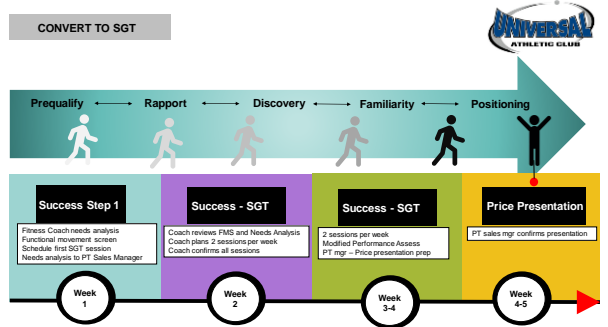 CONVERT TO SGT
UNIVERSAL
ATHLETIC CLUB
Prequalify
Rapport
Discovery
Familiarity
Positioning
Success Step 1
Fitness Coach needs analysis
Functional movement screen
Schedule first SGT session
Needs analysis to PT Sales Manager
Week
1
Success - SGT
Coach reviews FMS and Needs Analysis
Coach plans 2 sessions per week
Coach confirms all sessions
Week
2
Success - SGT
2 sessions per week
Modified Performance Assess
PT mgr – Price presentation prep
Week
3-4
Price Presentation
PT sales mgr confirms presentation
Week
4-5